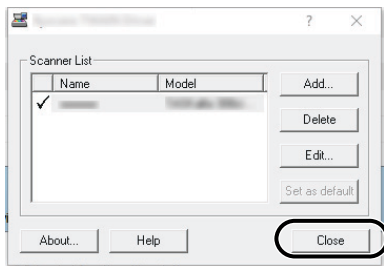 ?
Scanner List
Name Model
Add...
Delete
Edit...
Set as default
About... Help Close